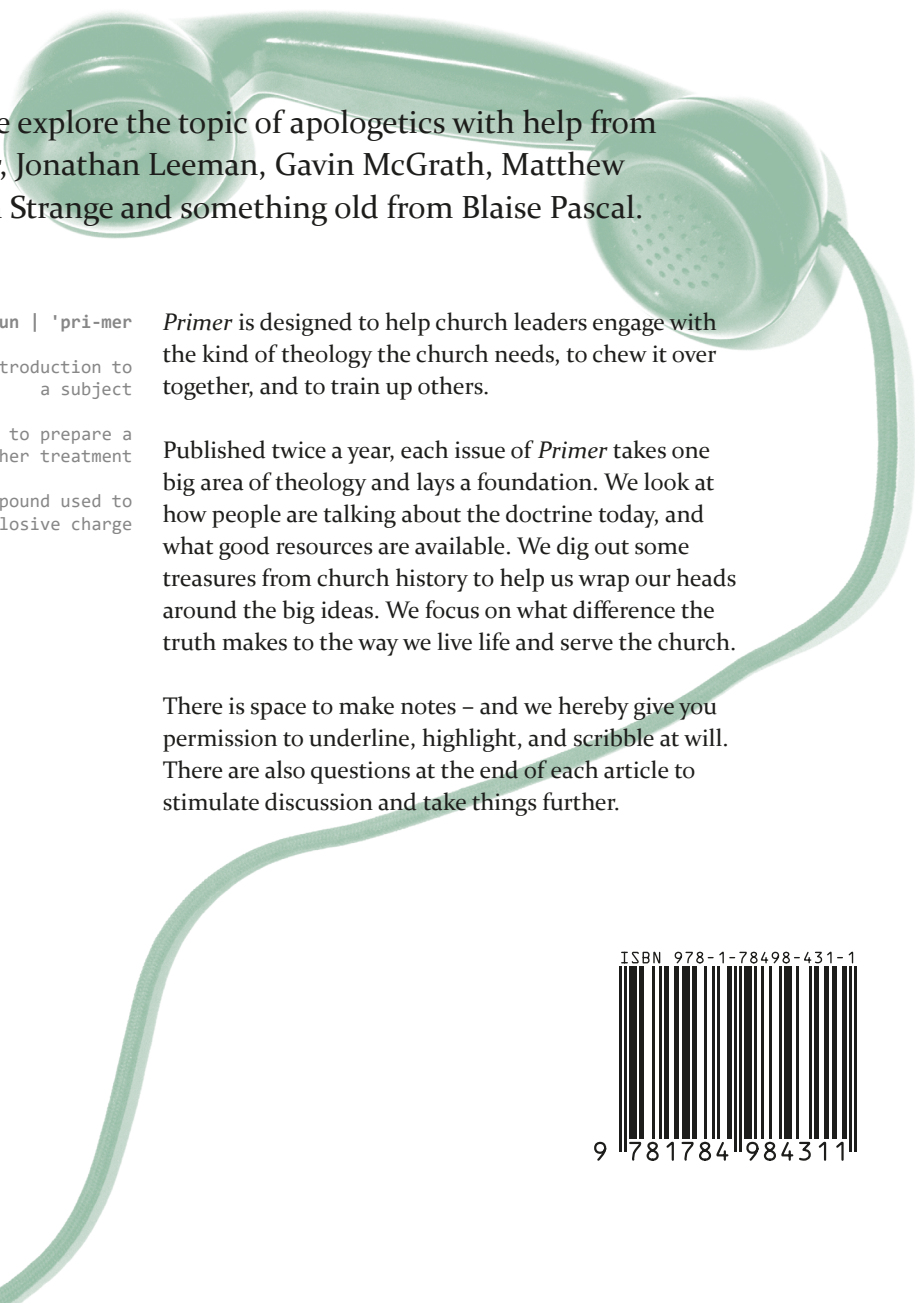 e explore the topic of apologetics with help from
, Jonathan Leeman, Gavin McGrath, Matthew
Strange and something old from Blaise Pascal.
un | 'pri-mer
troduction to
a subject
to prepare a
her treatment
pound used to
losive charge
Primer is designed to help church leaders engage with
the kind of theology the church needs, to chew it over
together, and to train up others.
Published twice a year, each issue of Primer takes one
big area of theology and lays a foundation. We look at
how people are talking about the doctrine today, and
what good resources are available. We dig out some
treasures from church history to help us wrap our heads
around the big ideas. We focus on what difference the
truth makes to the way we live life and serve the church.
There is space to make notes – and we hereby give you
permission to underline, highlight, and scribble at will.
There are also questions at the end of each article to
stimulate discussion and take things further.
ISBN 978-1-78498-431-1
9 781784 984311